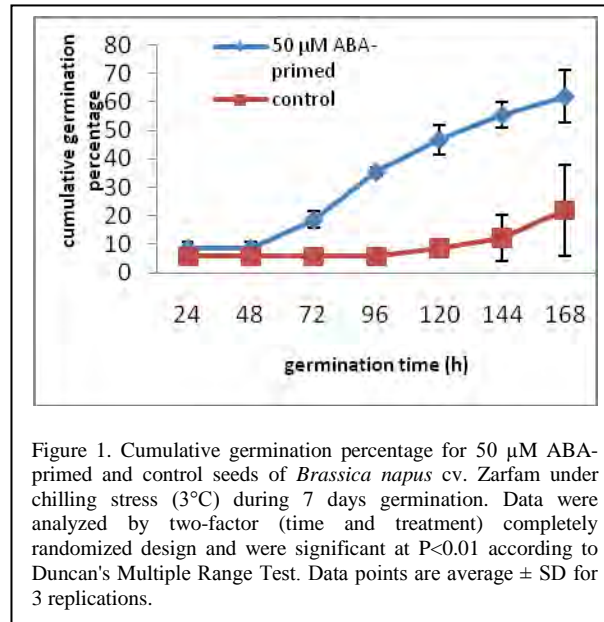 80
70
60
50
40
30
20
10
0
cumulative germination
percentage
50 µM ABA-
primed
control
24 48 72 96 120 144 168
germination time (h)
Figure 1. Cumulative germination percentage for 50 µM ABA-
primed and control seeds of Brassica napus cv. Zarfam under
chilling stress (3°C) during 7 days germination. Data were
analyzed by two-factor (time and treatment) completely
randomized design and were significant at P<0.01 according to
Duncan's Multiple Range Test. Data points are average ± SD for
3 replications.